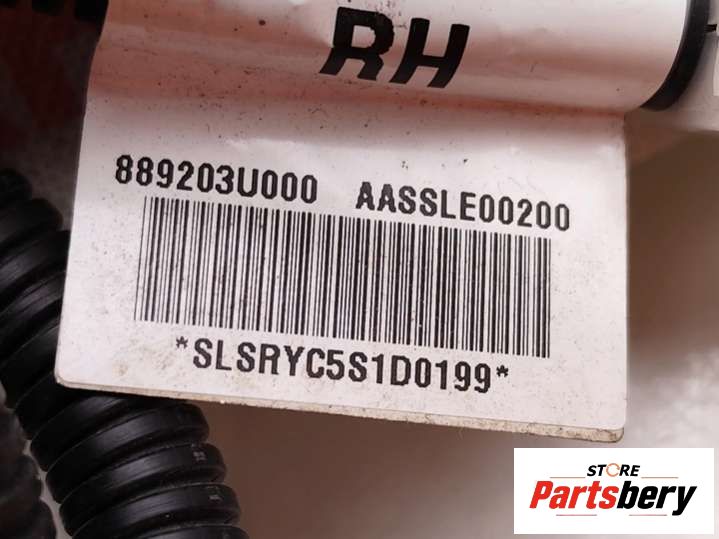 RH
889203U000 AASSLE00200
*SLSRYC5S1D0199*
STORE
Partsbery